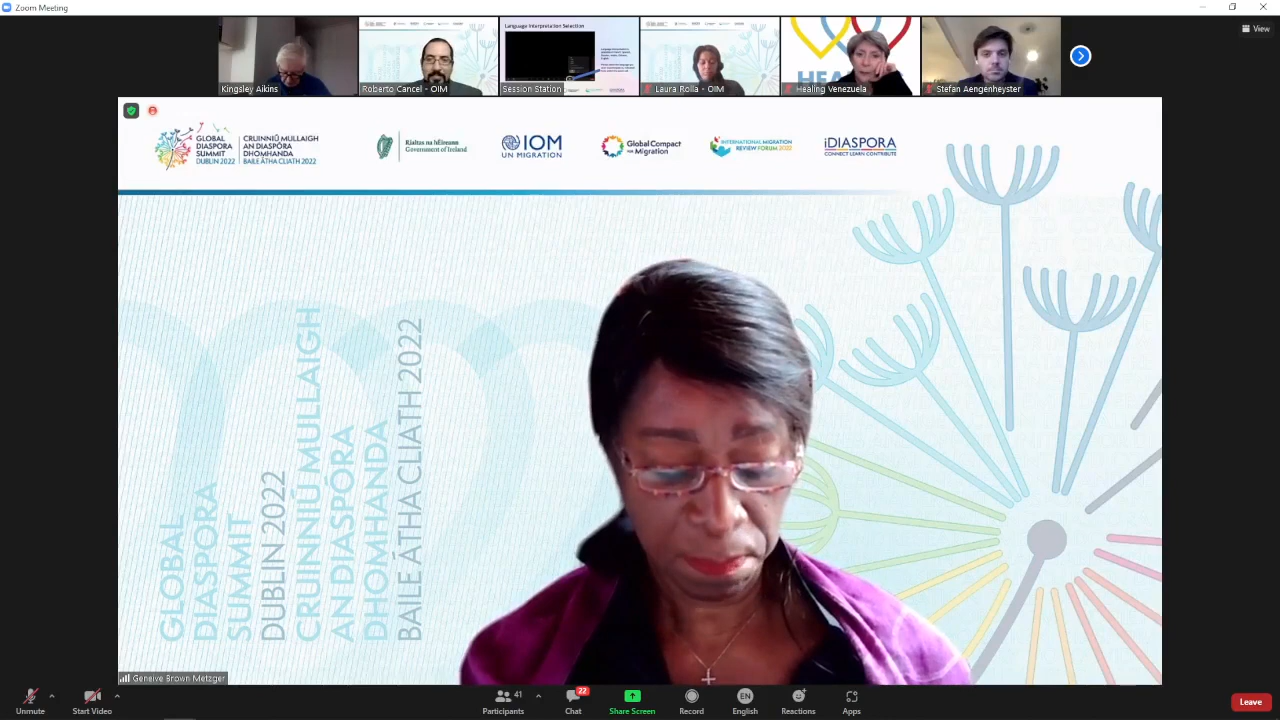 Zoom Meeting
View
Kingsley Aikins
Roberto Cancel - OIM
Language Interpretation Selection
Session Station
Laura Rolla - OIM
HEA
Healing Venezuela
Stefan Aengenheyster
GLOBAL
DIASPORA
SUMMIT
DUBLIN 2022
CRUINNIÚ MULLAIGH
AN DIASPÓRA
DHOMHANDA
BAILE ÁTHA CLIATH 2022
Rialtas na hÉireann
Government of Ireland
IOM
UN MIGRATION
Global Compact
for Migration
INTERNATIONAL MIGRATION
REVIEW FORUM 2022
iDIASPORA
CONNECT LEARN CONTRIBUTE
GLOBAL
DIASPORA
SUMMIT
DUBLIN 2022
CRUINNIÚ MULLAIGH
AN DIASPÓRA
DHOMHANDA
BAILE ÁTHA CLIATH 2022
Geneive Brown Metzger
Unmute
Start Video
Participants
41
Chat
22
Share Screen
Record
EN
English
Reactions
Apps
Leave